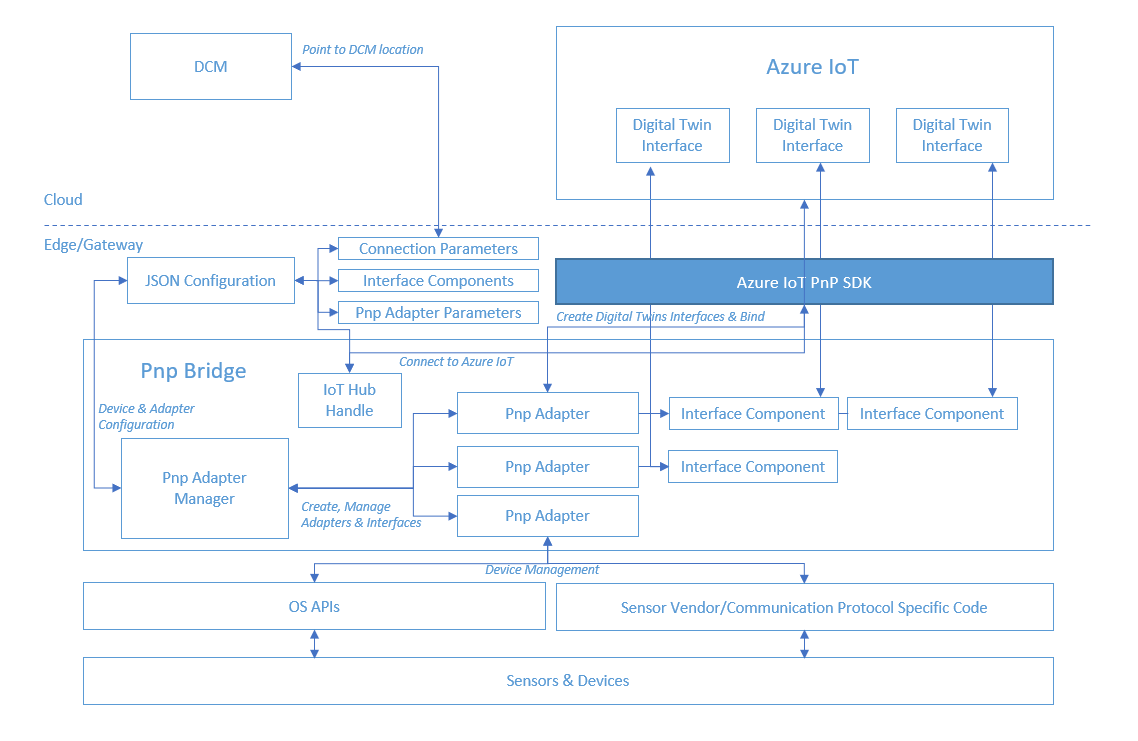 Point to DCM location
DCM
Azure IoT
Digital Twin
Interface
Digital Twin
Interface
Digital Twin
Interface
Cloud
Edge/Gateway
Connection Parameters
JSON Configuration
Interface Components
Azure IoT PnP SDK
Pnp Adapter Parameters
Create Digital Twins Interfaces & Bind
Pnp Bridge
Connect to Azure IoT
IoT Hub
Handle
Device & Adapter
Configuration
Pnp Adapter
Interface Component
Interface Component
Pnp Adapter
Interface Component
Pnp Adapter
Manager
Create, Manage
Adapters & Interfaces
Pnp Adapter
Device Management
OS APIs
Sensor Vendor/Communication Protocol Specific Code
Sensors & Devices